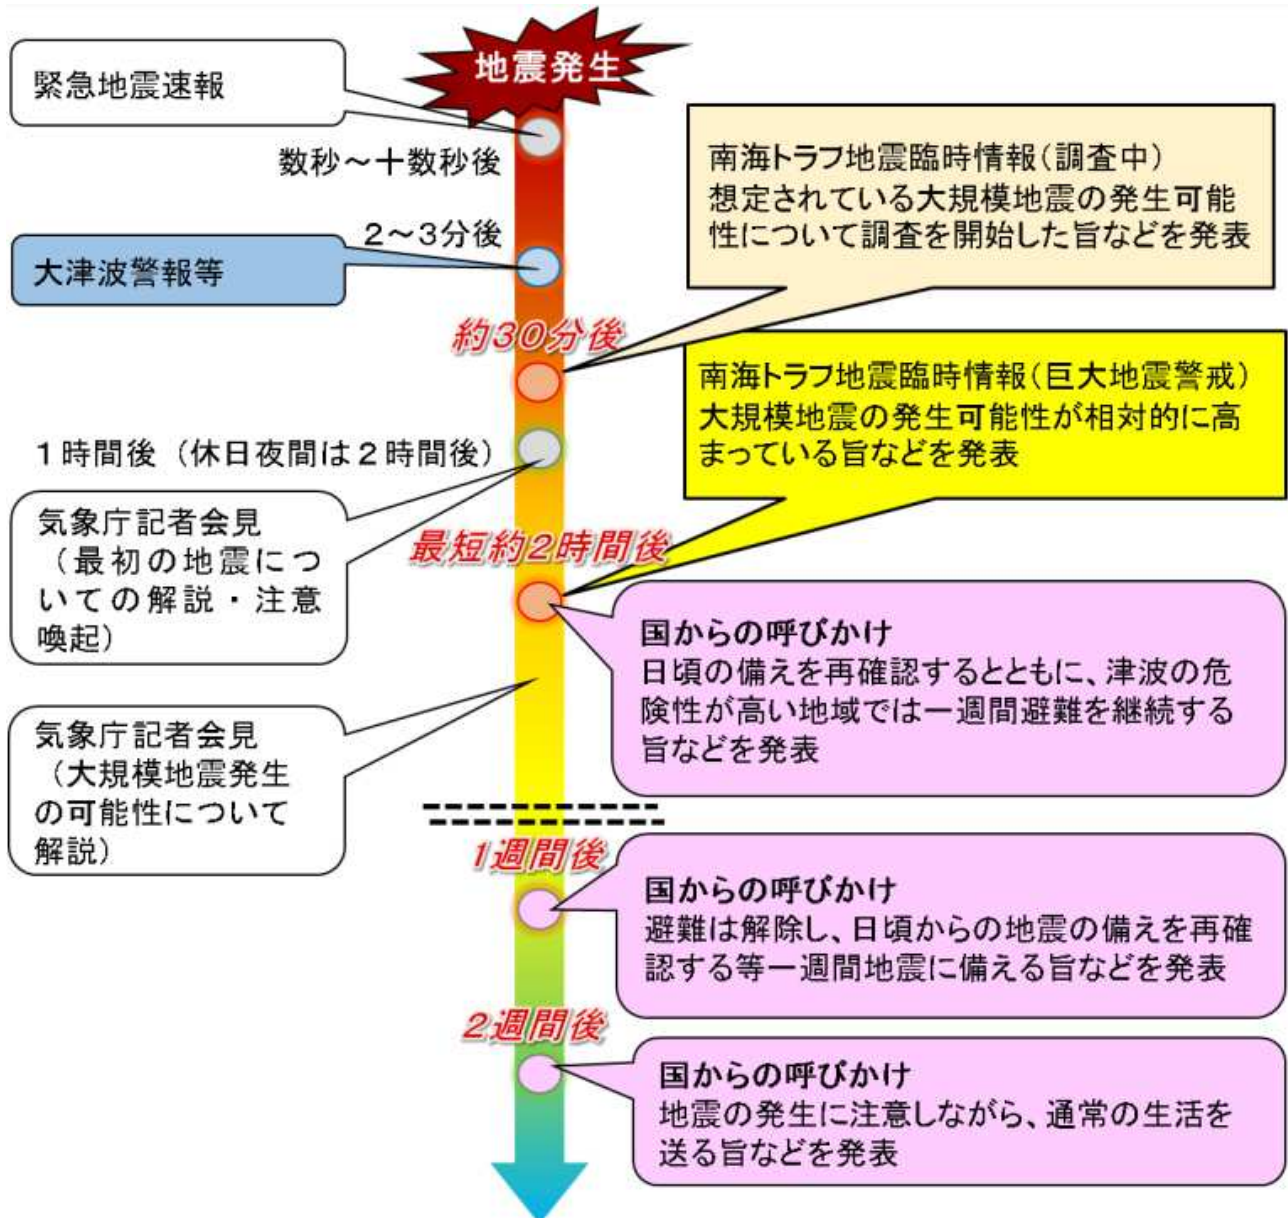 地震発生
緊急地震速報
数秒～十数秒後
2～3分後
大津波警報等
南海トラフ地震臨時情報（調査中）
想定されている大規模地震の発生可能
性について調査を開始した旨などを発表
約30分後
南海トラフ地震臨時情報（巨大地震警戒）
大規模地震の発生可能性が相対的に高
まっている旨などを発表
1時間後（休日夜間は2時間後）
気象庁記者会見
（最初の地震につ
いての解説・注意
喚起）
最短約2時間後
国からの呼びかけ
日頃の備えを再確認するとともに、津波の危
険性が高い地域では一週間避難を継続する
旨などを発表
気象庁記者会見
（大規模地震発生
の可能性について
解説）
1週間後
国からの呼びかけ
避難は解除し、日頃からの地震の備えを再確
認する等一週間地震に備える旨などを発表
2週間後
国からの呼びかけ
地震の発生に注意しながら、通常の生活を
送る旨などを発表